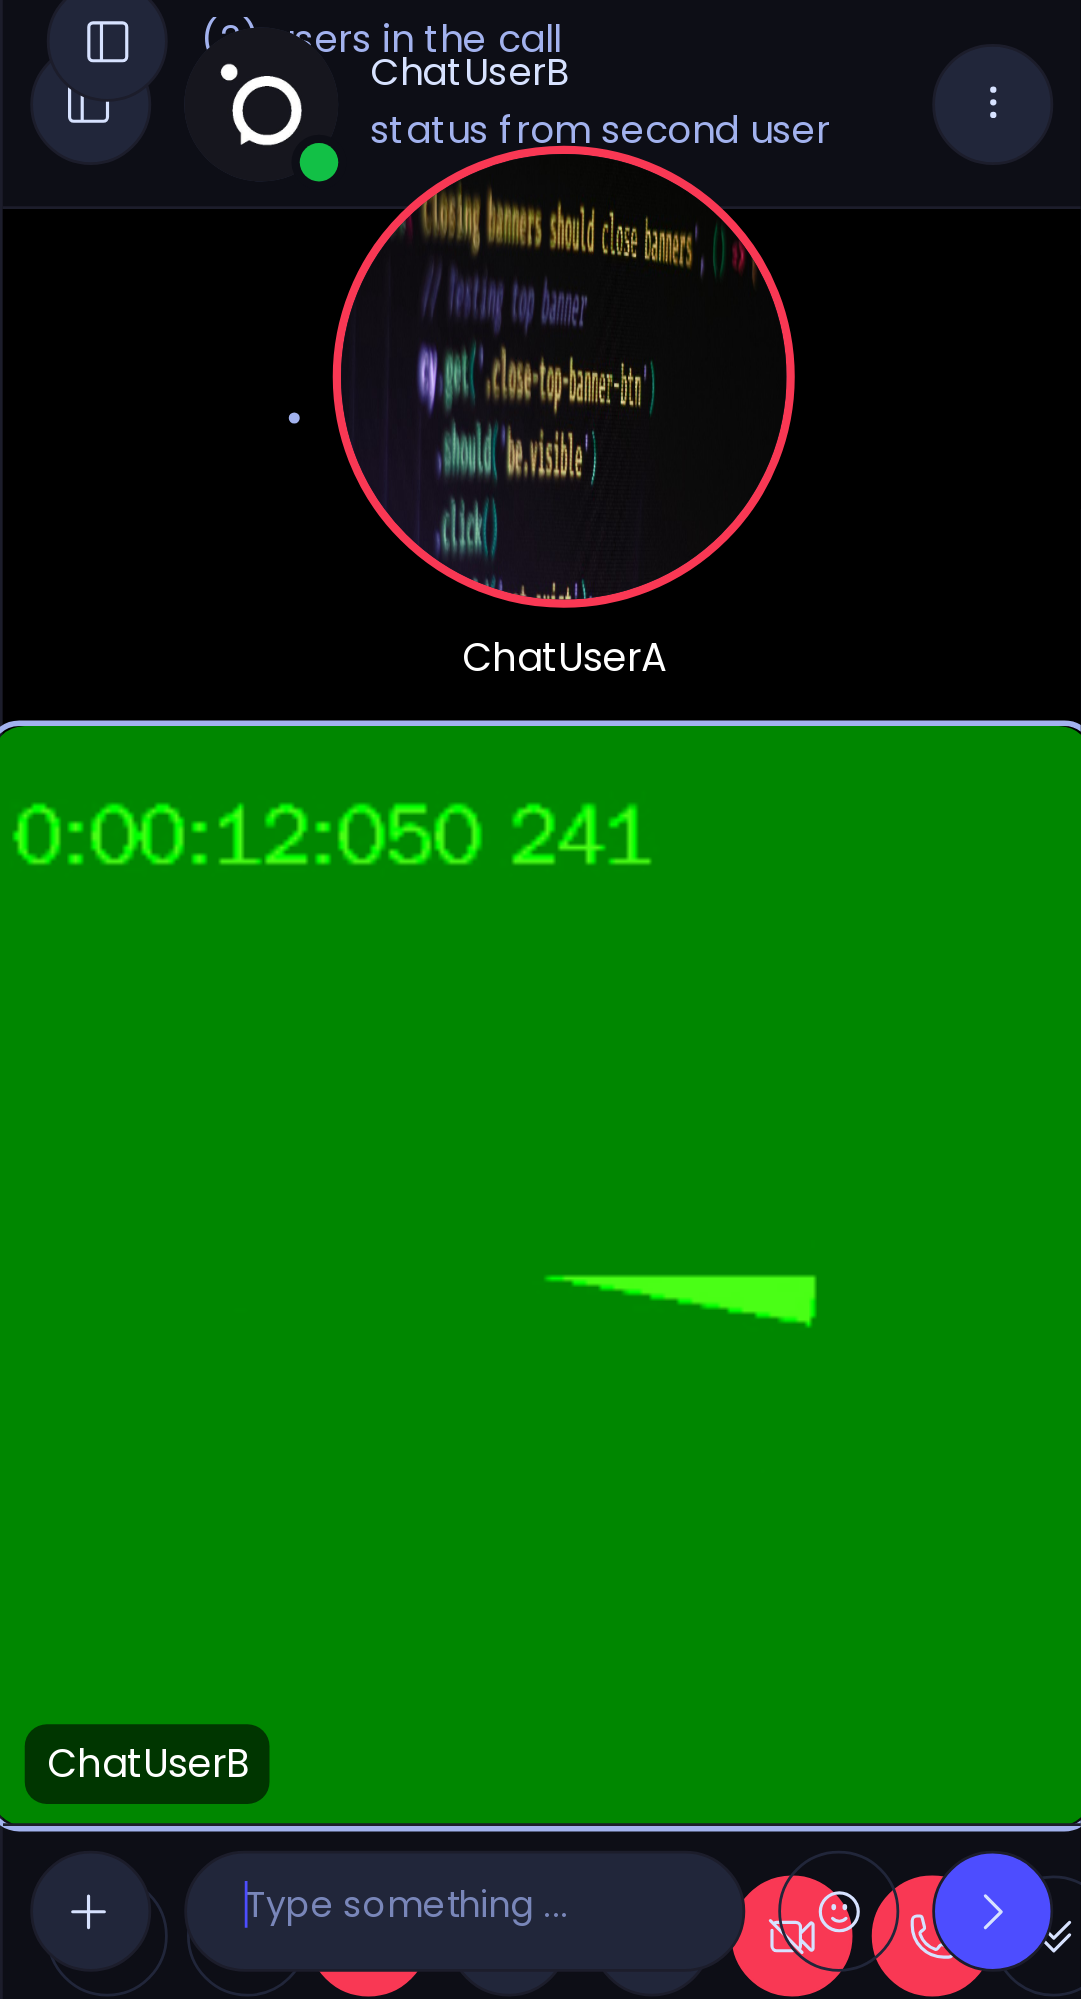 users in the call
ChatUserB
status from second user
Closing banners should close banners', ()
// Testing top banner
cy.get('.close-top-banner-btn')
.should('be.visible')
.click()
ChatUserA
0:00:12:050 241
ChatUserB
Type something ...